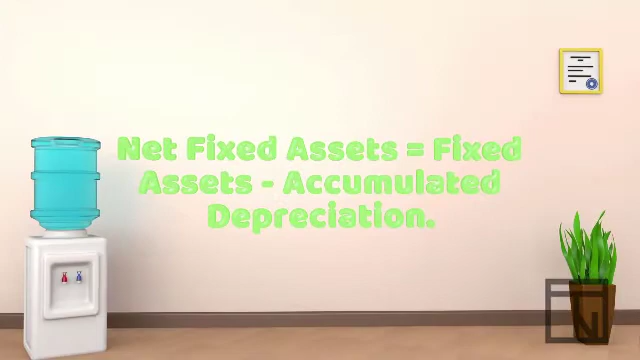 Net Fixed Assets = Fixed
Assets - Accumulated
Depreciation.